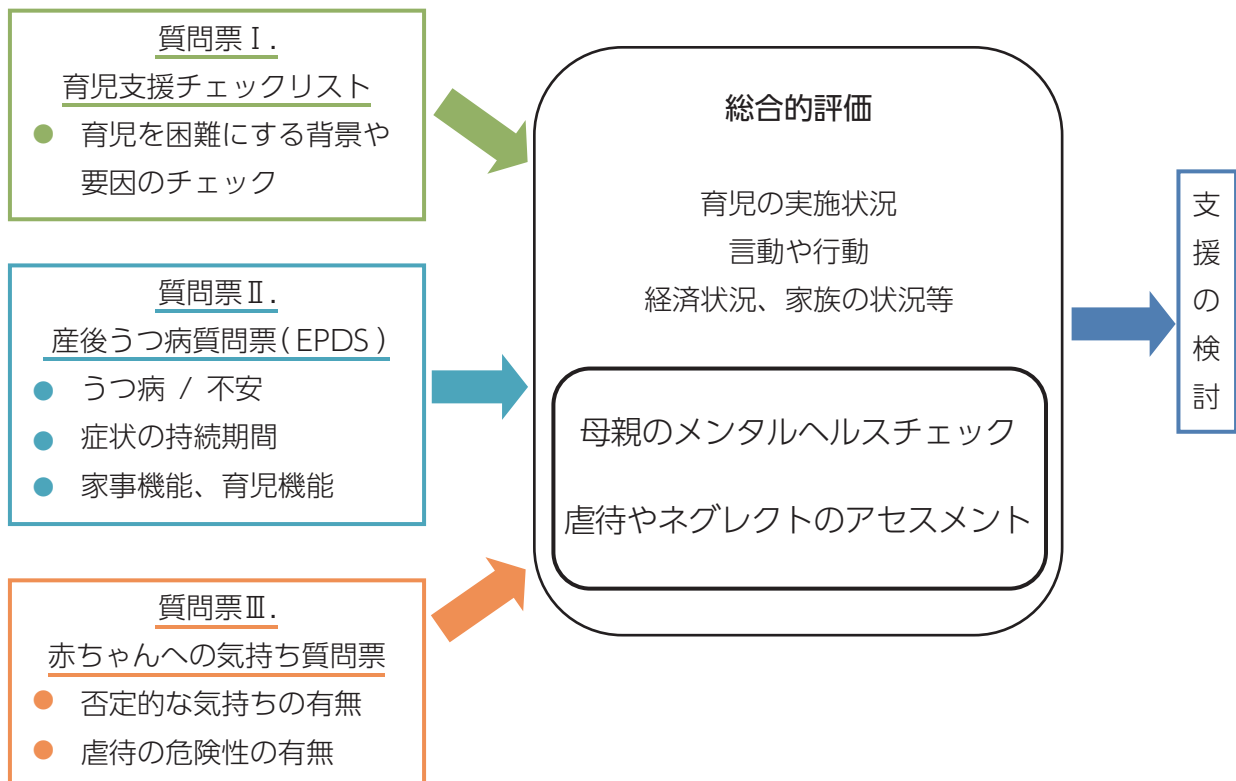 質問票Ⅰ.
育児支援チェックリスト
● 育児を困難にする背景や
要因のチェック
質問票Ⅱ.
産後うつ病質問票(EPDS)
● うつ病 / 不安
● 症状の持続期間
● 家事機能、育児機能
質問票Ⅲ.
赤ちゃんへの気持ち質問票
● 否定的な気持ちの有無
● 虐待の危険性の有無
総合的評価
育児の実施状況
言動や行動
経済状況、家族の状況等
母親のメンタルヘルスチェック
虐待やネグレクトのアセスメント
支援の検討